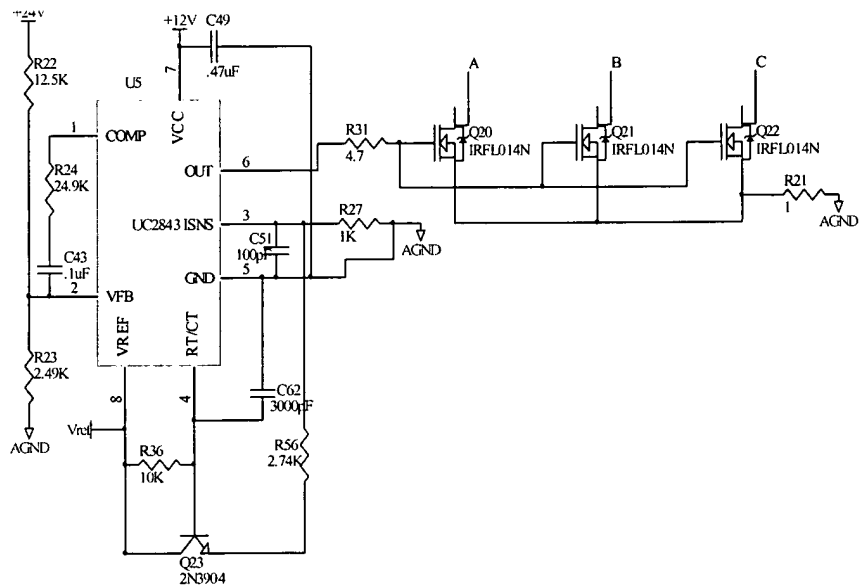 +24V
R22
12.5K
+12V
C49
.47uF
7
U5
1
COMP
VCC
R24
24.9K
OUT
6
R31
4.7
A
Q20
IRFL014N
B
Q21
IRFL014N
C
Q22
IRFL014N
R21
1
AGND
UC2843 ISNS
3
R27
1K
AGND
C51
100pF
C43
.1uF
GND
5
2
VFB
VREF
RT/CT
R23
2.49K
8
4
C62
3000pF
AGND
Vref
R36
10K
R56
2.74K
Q23
2N3904